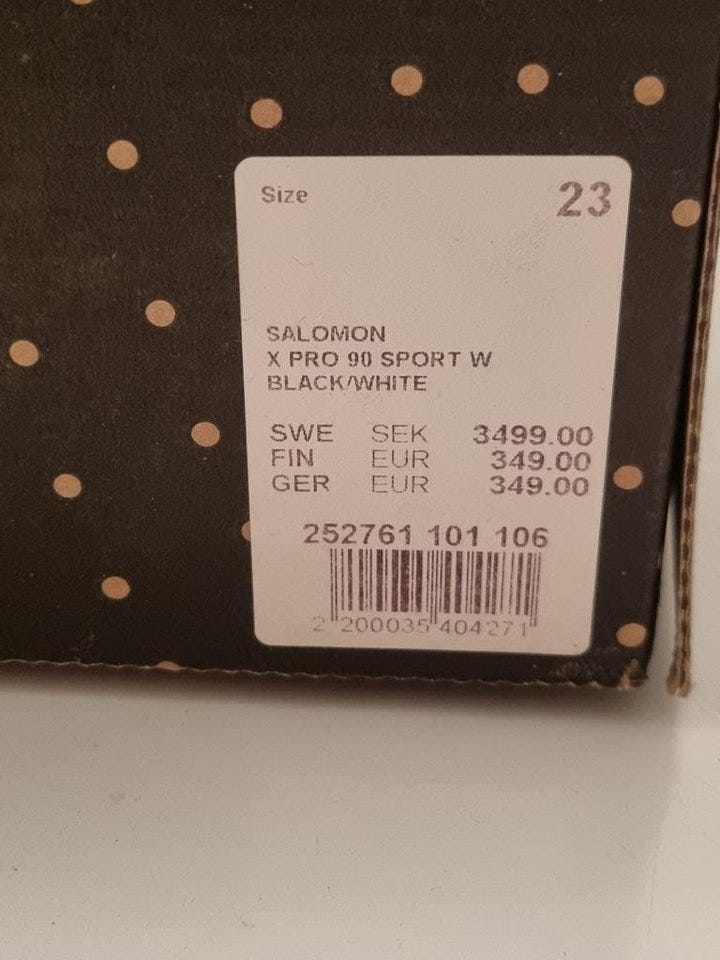 Size 23
SALOMON
X PRO 90 SPORT W
BLACK/WHITE
SWE SEK 3499.00
FIN EUR 349.00
GER EUR 349.00
252761 101 106
2 200035 404271